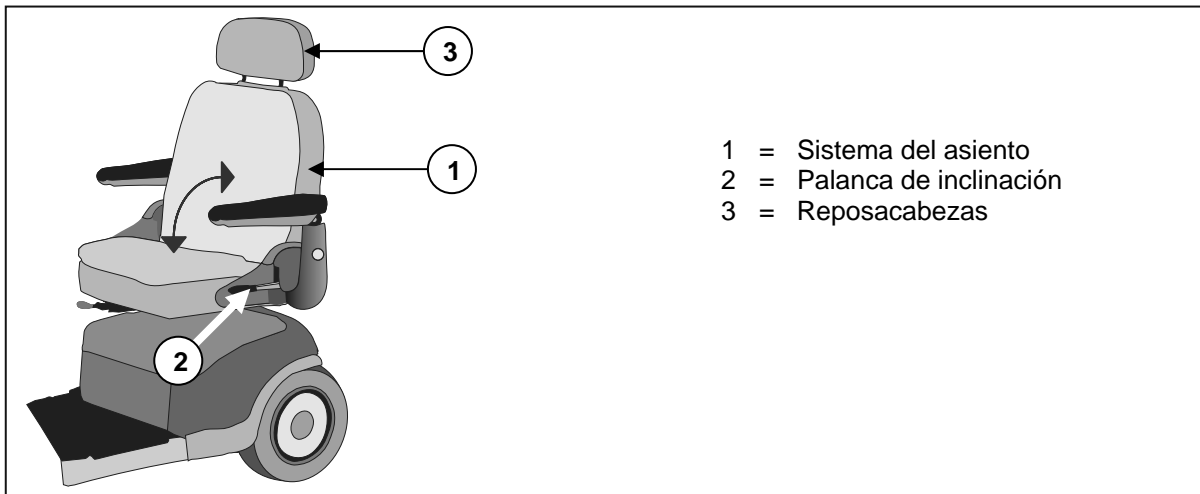 3
1
2
1 = Sistema del asiento
2 = Palanca de inclinación
3 = Reposacabezas